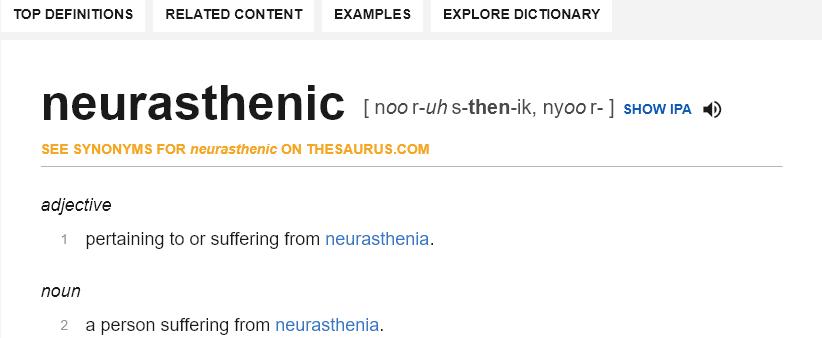 TOP DEFINITIONS RELATED CONTENT EXAMPLES EXPLORE DICTIONARY
neurasthenic [ noo r-uh s-then-ik, nyoo r- ] SHOW IPA
SEE SYNONYMS FOR neurasthenic ON THESAURUS.COM
adjective
1 pertaining to or suffering from neurasthenia.
noun
2 a person suffering from neurasthenia.